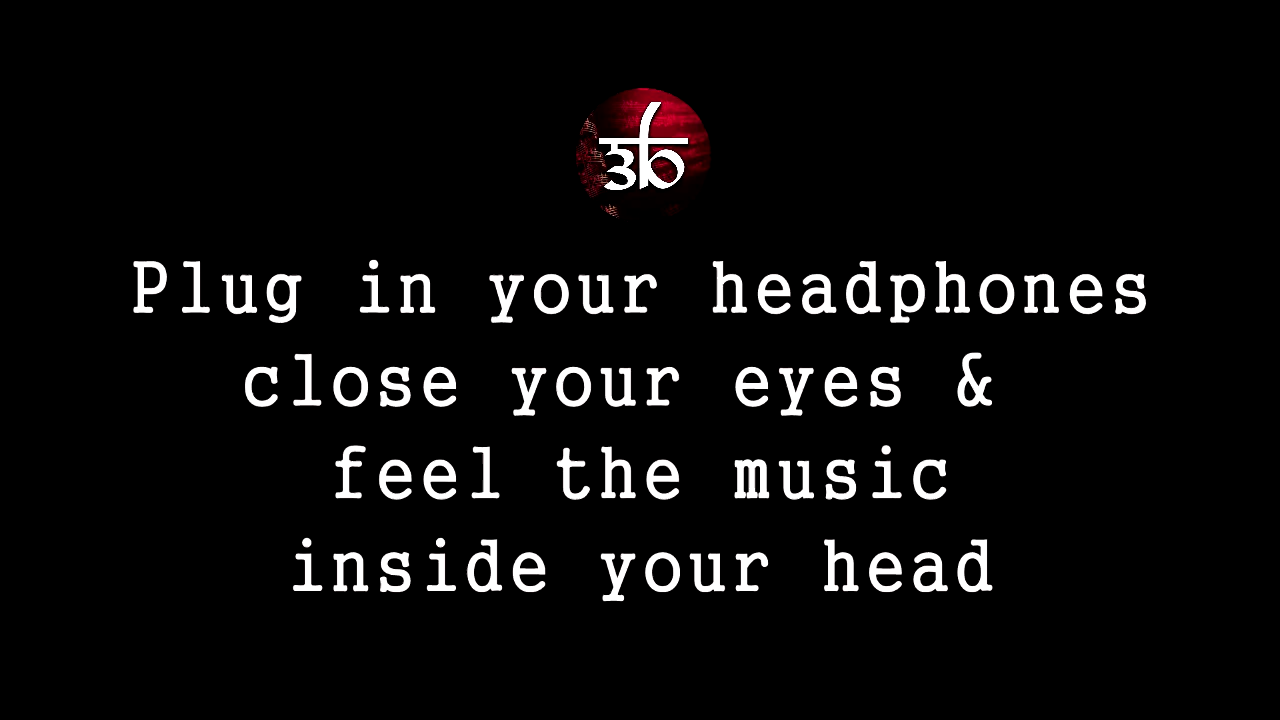 Plug in your headphones
close your eyes &
feel the music
inside your head